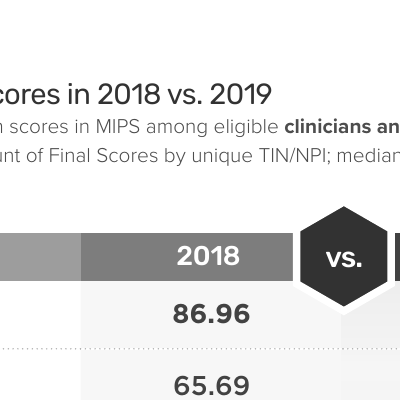 cores in 2018 vs. 2019
scores in MIPS among eligible clinicians an
unt of Final Scores by unique TIN/NPI; median
2018 vs.
86.96
65.69